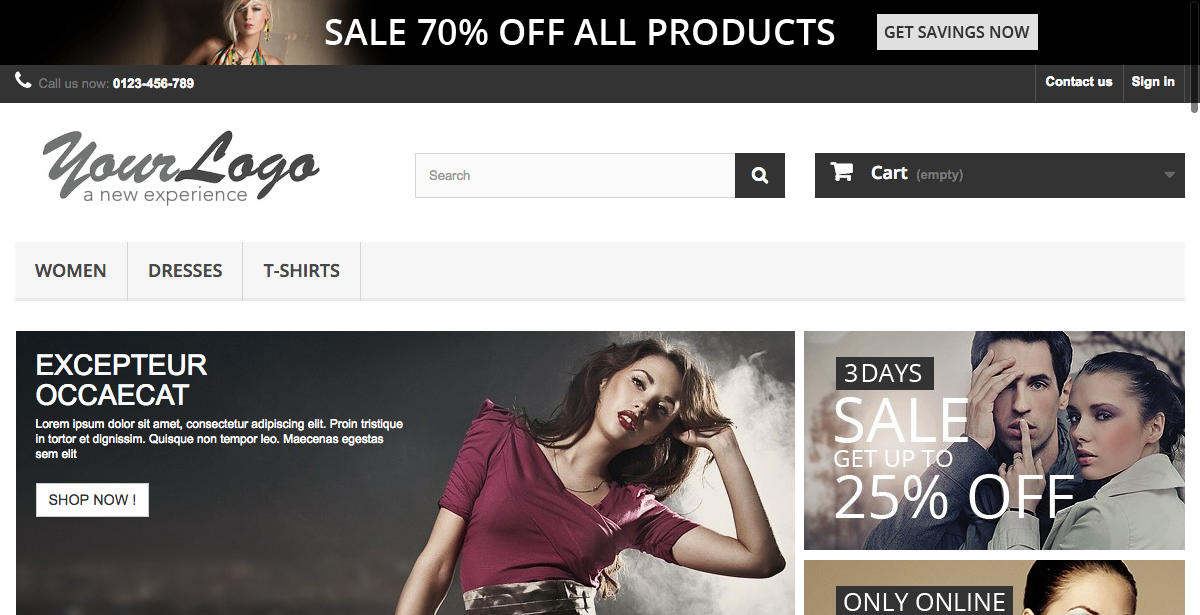 SALE 70% OFF ALL PRODUCTS
GET SAVINGS NOW
Call us now: 0123-456-789
Contact us
Sign in
YourLogo
a new experience
Search
Cart (empty)
WOMEN
DRESSES
T-SHIRTS
EXCEPTEUR
OCCAECAT
Lorem ipsum dolor sit amet, consectetur adipiscing elit. Proin tristique
in tortor et dignissim. Quisque non tempor leo. Maecenas egestas
sem elit
SHOP NOW !
3 DAYS
SALE
GET UP TO
25% OFF
ONLY ONLINE